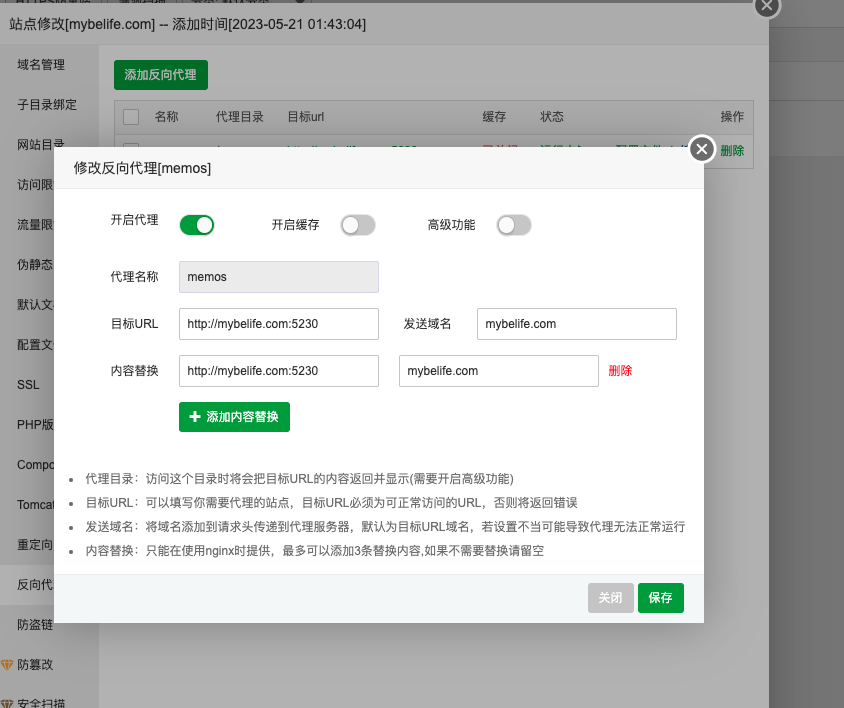 站点修改[mybelife.com] -- 添加时间[2023-05-21 01:43:04]
域名管理
子目录绑定
网站目录
访问限
流量限
伪静态
默认文
配置文
SSL
PHP版
Compo
Tomcat
重定向
反向代
防盗链
防篡改
安全扫描
添加反向代理
名称 代理目录 目标url 缓存 状态 操作
删除
修改反向代理[memos]
开启代理 开启缓存 高级功能
代理名称 memos
目标URL http://mybelife.com:5230 发送域名 mybelife.com
内容替换 http://mybelife.com:5230 mybelife.com 删除
添加内容替换
代理目录：访问这个目录时将会把目标URL的内容返回并显示(需要开启高级功能)
目标URL：可以填写你需要代理的站点，目标URL必须为可正常访问的URL，否则将返回错误
发送域名：将域名添加到请求头传递到代理服务器，默认为目标URL域名，若设置不当可能导致代理无法正常运行
内容替换：只能在使用nginx时提供，最多可以添加3条替换内容,如果不需要替换请留空
关闭 保存